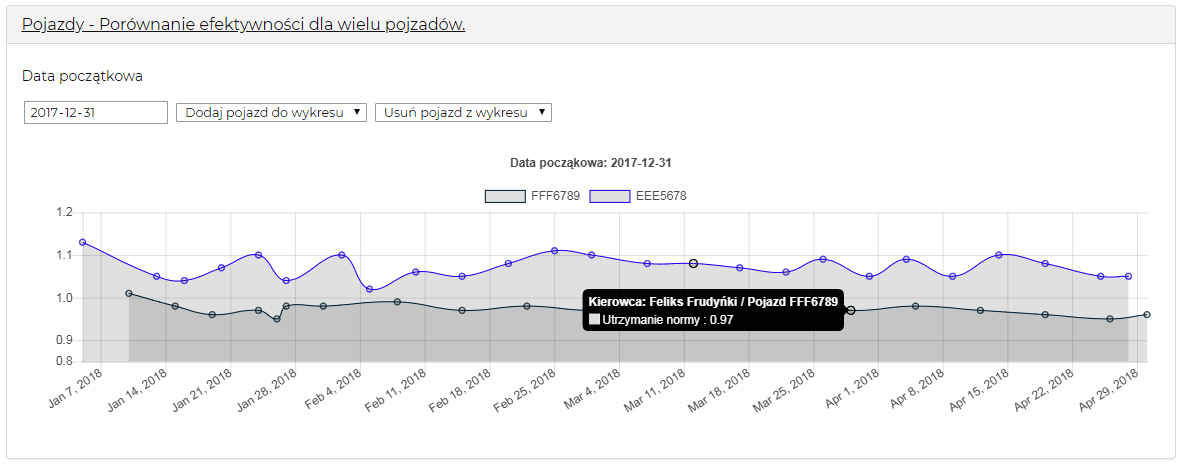 Pojazdy - Porównanie efektywności dla wielu pojzadów.
Data początkowa
2017-12-31 Dodaj pojazd do wykresu Usuń pojazd z wykresu
Data począkowa: 2017-12-31
FFF6789 EEE5678
1.2
1.1
1.0
0.9
0.8
Kierowca: Feliks Frudyńki / Pojazd FFF6789
Utrzymanie normy : 0.97
Jan 7, 2018 Jan 14, 2018 Jan 21, 2018 Jan 28, 2018 Feb 4, 2018 Feb 11, 2018 Feb 18, 2018 Feb 25, 2018 Mar 4, 2018 Mar 11, 2018 Mar 18, 2018 Mar 25, 2018 Apr 1, 2018 Apr 8, 2018 Apr 15, 2018 Apr 22, 2018 Apr 29, 2018